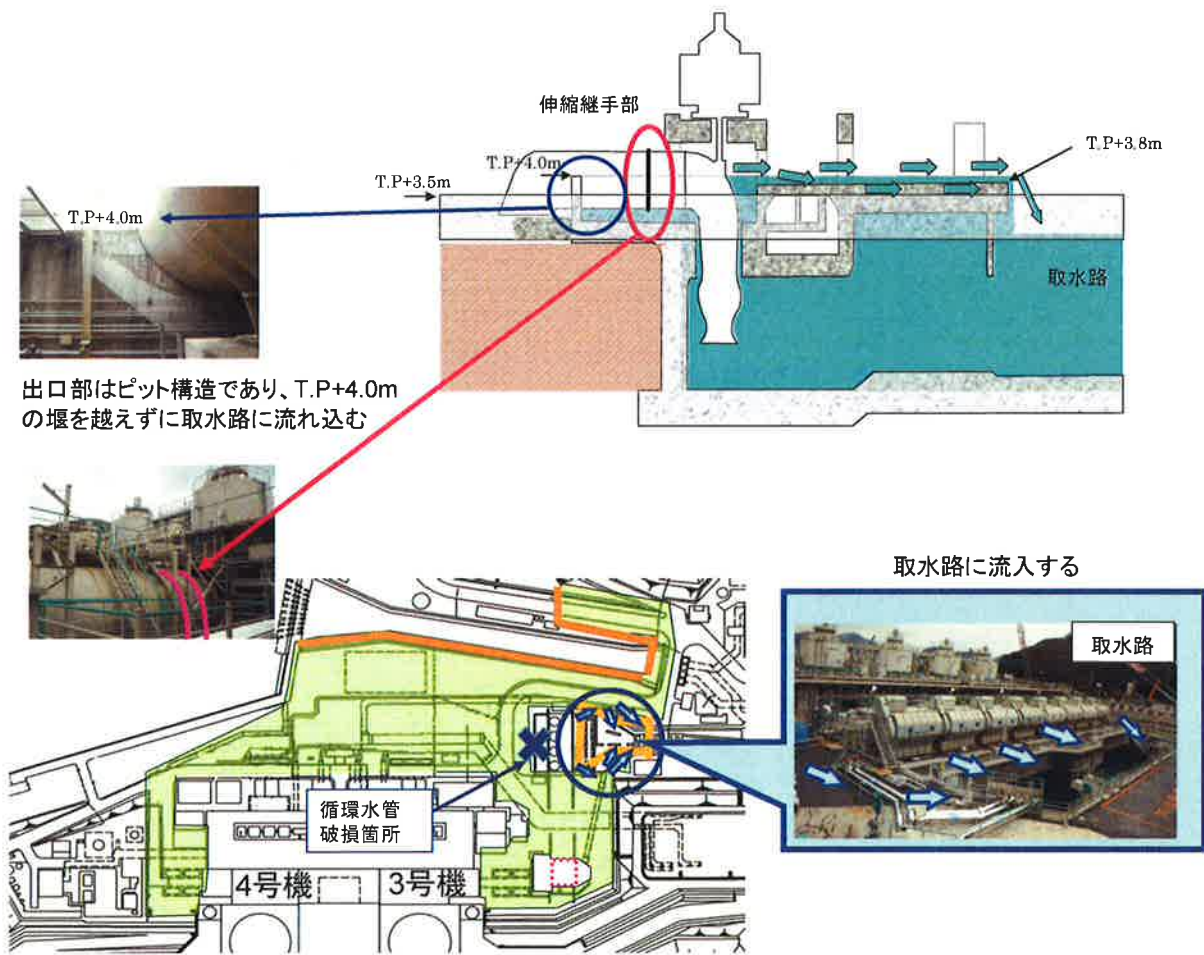 伸縮継手部
T.P+4.0m
T.P+3.8m
T.P+3.5m
T.P+4.0m
取水路
出口部はピット構造であり、T.P+4.0m
の堰を越えずに取水路に流れ込む
取水路に流入する
取水路
循環水管
破損箇所
4号機
3号機